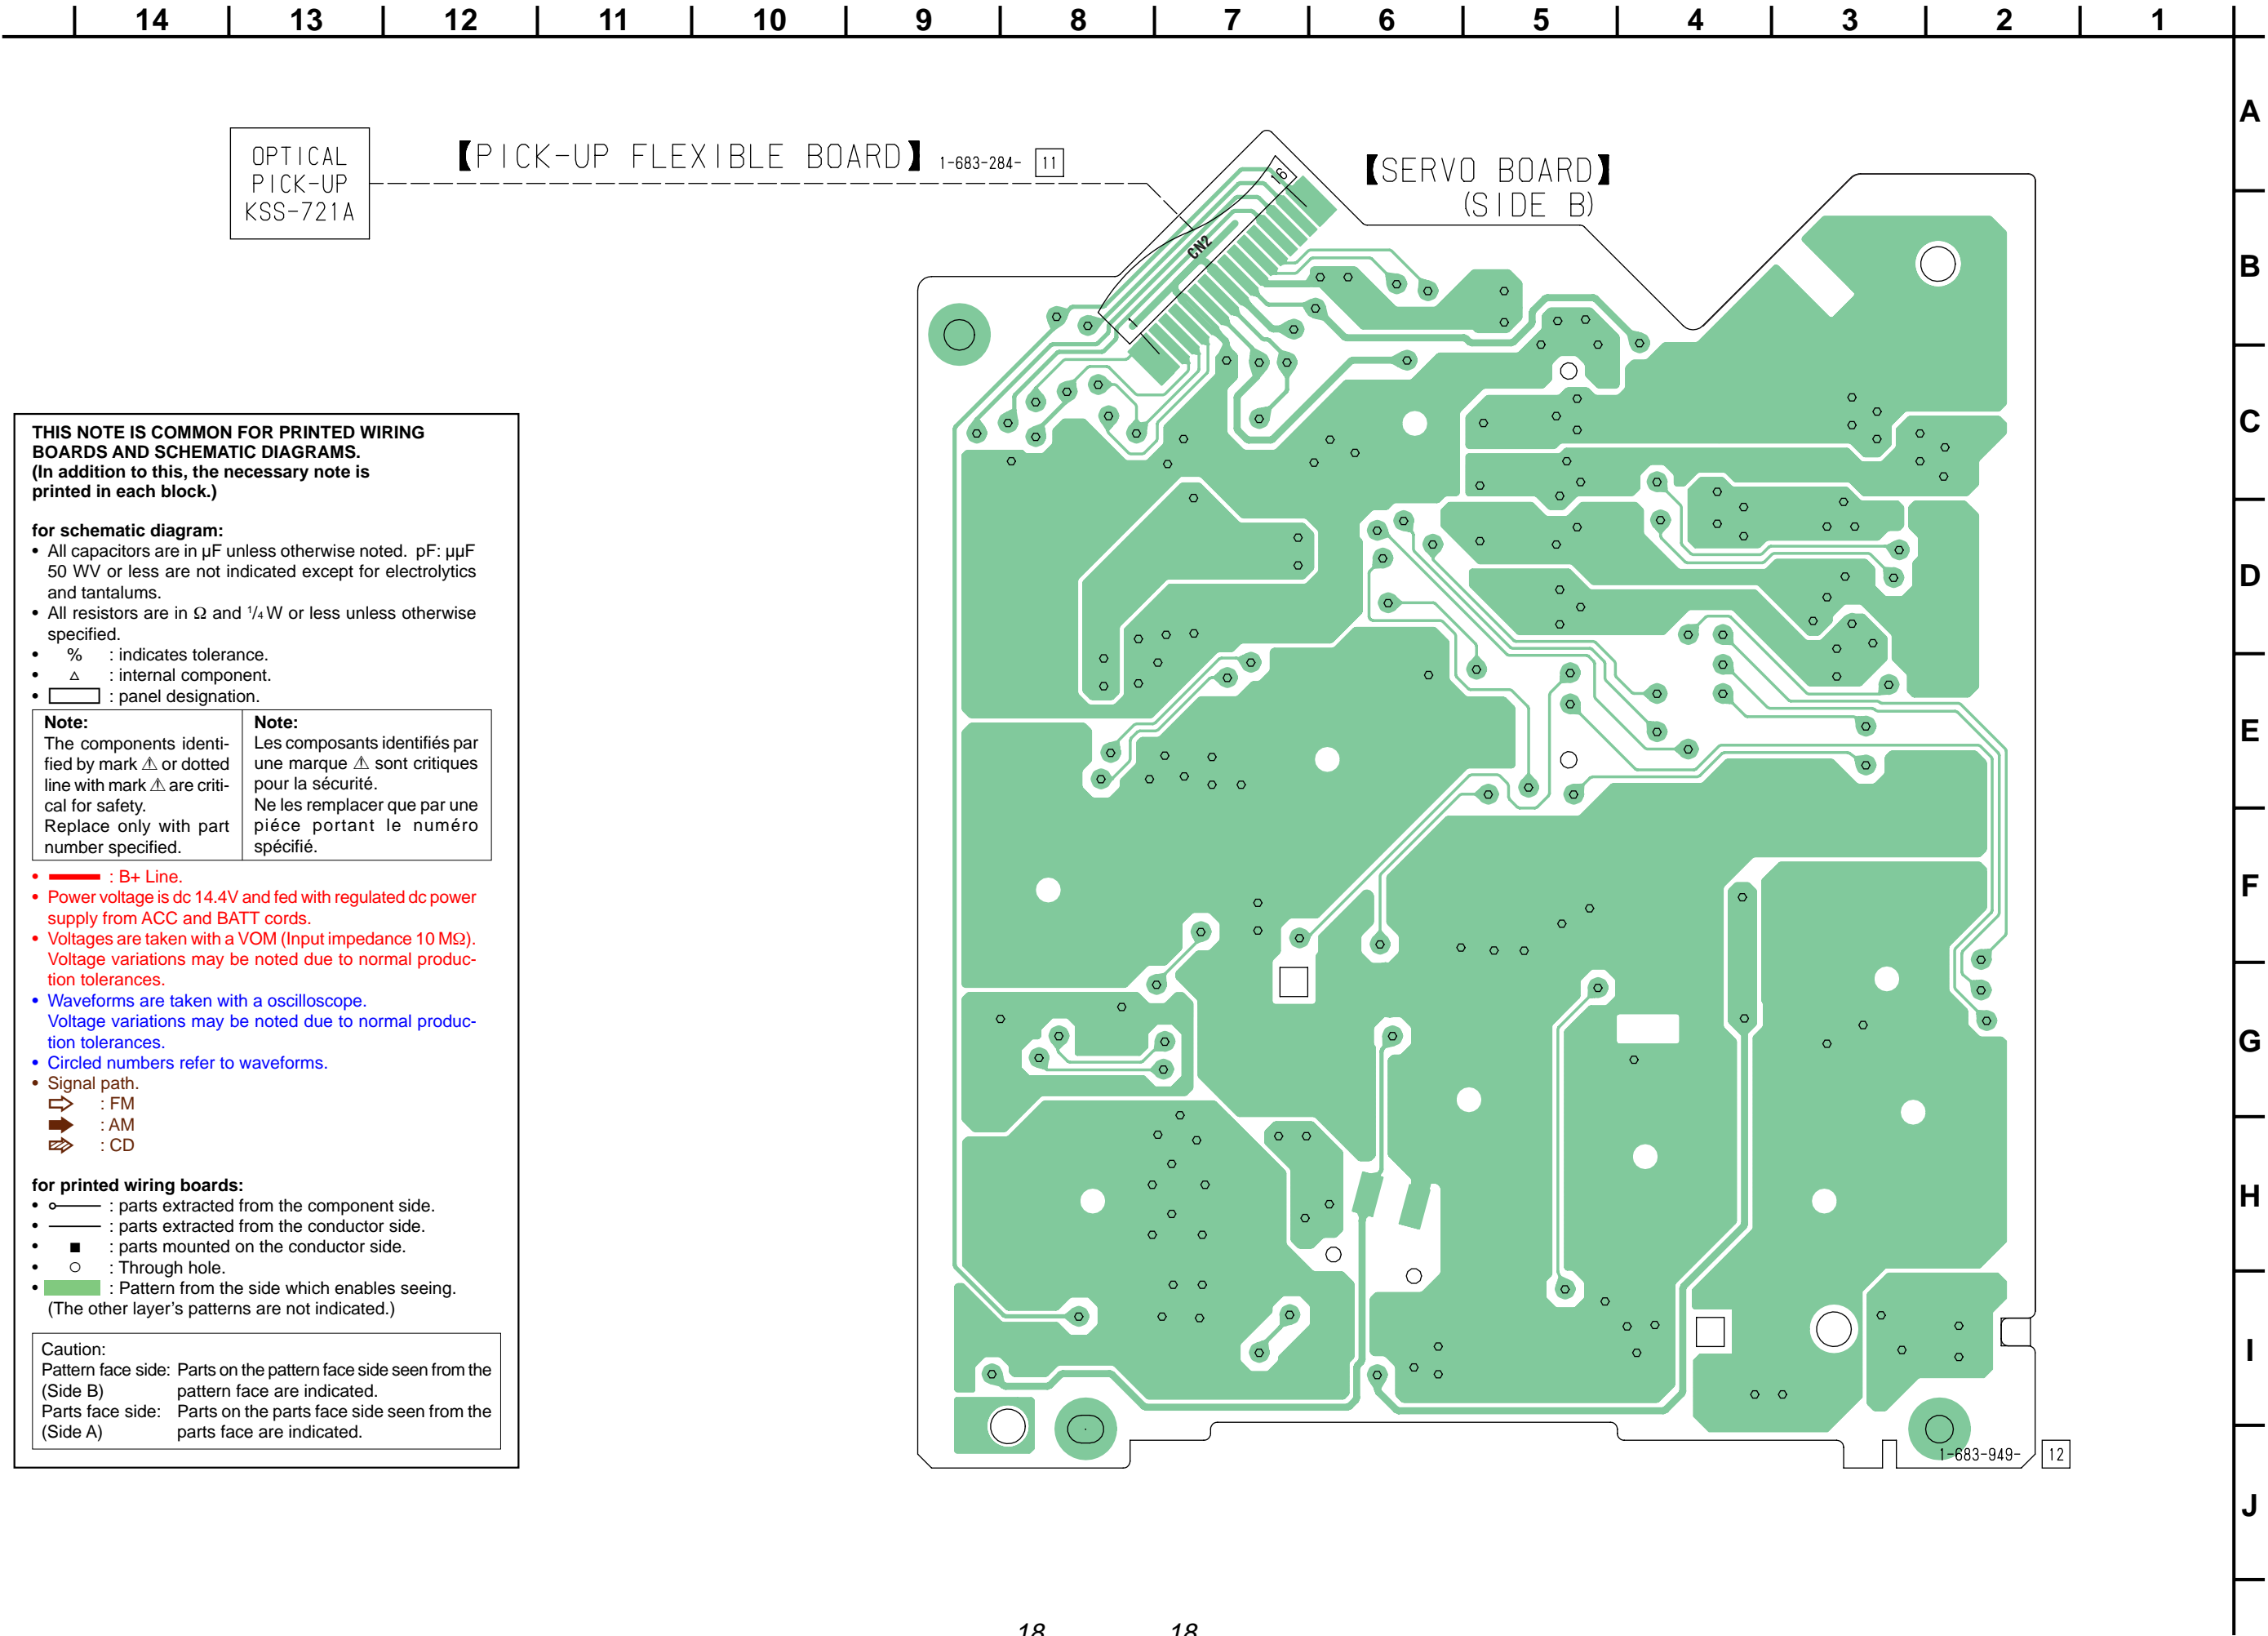 14 13 12 11 10 9 8 7 6 5 4 3 2 1
A
B
C
D
E
F
G
H
I
J
OPTICAL
PICK-UP
KSS-721A
【PICK-UP FLEXIBLE BOARD】 1-683-284- 11
【SERVO BOARD】
(SIDE B)
16
CN2
1
THIS NOTE IS COMMON FOR PRINTED WIRING
BOARDS AND SCHEMATIC DIAGRAMS.
(In addition to this, the necessary note is
printed in each block.)
for schematic diagram:
• All capacitors are in µF unless otherwise noted. pF: µµF
50 WV or less are not indicated except for electrolytics
and tantalums.
• All resistors are in Ω and 1/4 W or less unless otherwise
specified.
• % : indicates tolerance.
• △ : internal component.
• : panel designation.
Note:
The components identi-
fied by mark ⚠ or dotted
line with mark ⚠ are criti-
cal for safety.
Replace only with part
number specified.
Note:
Les composants identifiés par
une marque ⚠ sont critiques
pour la sécurité.
Ne les remplacer que par une
piéce portant le numéro
spécifié.
• : B+ Line.
• Power voltage is dc 14.4V and fed with regulated dc power
supply from ACC and BATT cords.
• Voltages are taken with a VOM (Input impedance 10 MΩ).
Voltage variations may be noted due to normal produc-
tion tolerances.
• Waveforms are taken with a oscilloscope.
Voltage variations may be noted due to normal produc-
tion tolerances.
• Circled numbers refer to waveforms.
• Signal path.
: FM
: AM
: CD
for printed wiring boards:
• : parts extracted from the component side.
• : parts extracted from the conductor side.
• ■ : parts mounted on the conductor side.
• ○ : Through hole.
• : Pattern from the side which enables seeing.
(The other layer's patterns are not indicated.)
Caution:
Pattern face side: Parts on the pattern face side seen from the
(Side B) pattern face are indicated.
Parts face side: Parts on the parts face side seen from the
(Side A) parts face are indicated.
1-683-949- 12
18 18